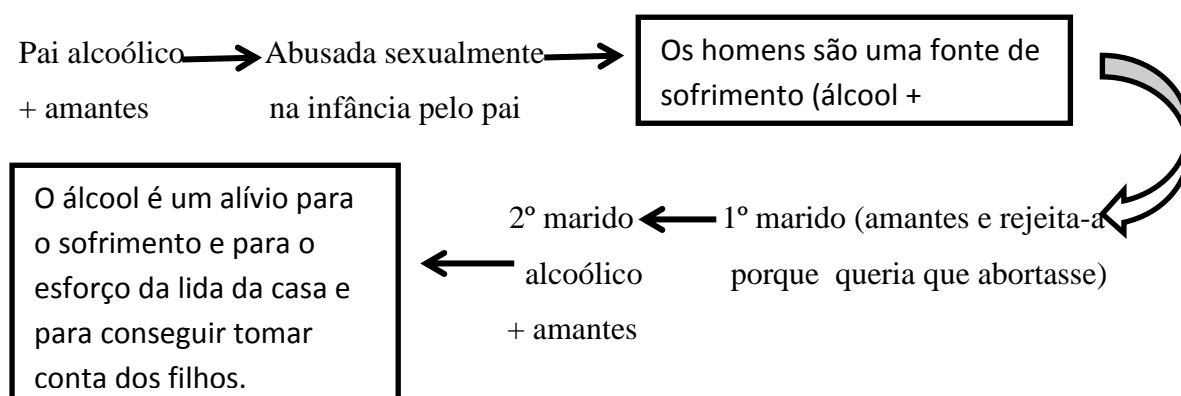 Pai alcoólico
+ amantes
Abusada sexualmente
na infância pelo pai
Os homens são uma fonte de
sofrimento (álcool +
1º marido (amantes e rejeita-a
porque queria que abortasse)
2º marido
alcoólico
+ amantes
O álcool é um alívio para
o sofrimento e para o
esforço da lida da casa e
para conseguir tomar
conta dos filhos.